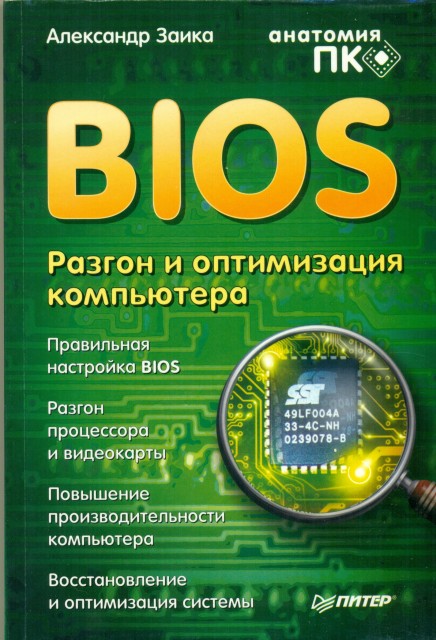 Александр Заика
анатомия
ПК
BIOS
Разгон и оптимизация
компьютера
Правильная
настройка BIOS
Разгон
процессора
и видеокарты
Повышение
производительности
компьютера
Восстановление
и оптимизация системы
SST
49LF004A
33-4C-NH
0239078-B
ПИТЕР